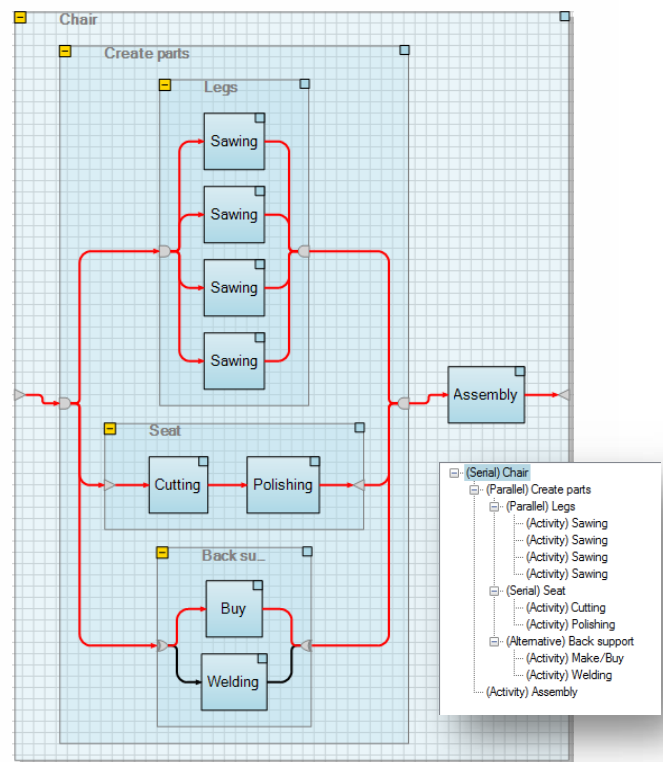 Chair
Create parts
Legs
Sawing
Sawing
Sawing
Sawing
Assembly
Seat
Cutting
Polishing
Back su...
Buy
Welding
(Serial) Chair
(Parallel) Create parts
(Parallel) Legs
(Activity) Sawing
(Activity) Sawing
(Activity) Sawing
(Activity) Sawing
(Serial) Seat
(Activity) Cutting
(Activity) Polishing
(Alternative) Back support
(Activity) Make/Buy
(Activity) Welding
(Activity) Assembly